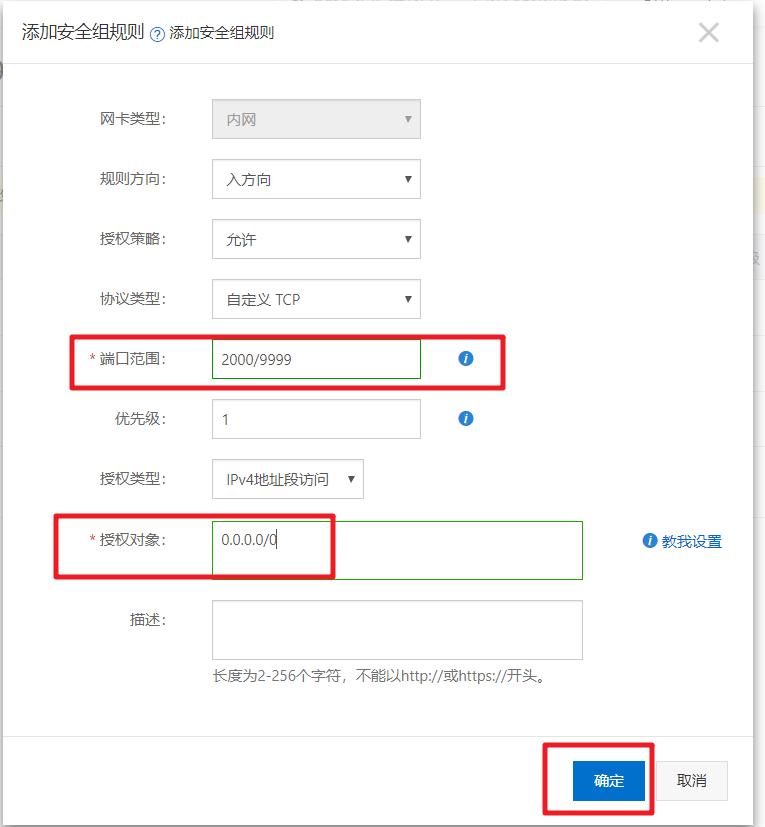 添加安全组规则 ? 添加安全组规则
网卡类型： 内网
规则方向： 入方向
授权策略： 允许
协议类型： 自定义 TCP
* 端口范围： 2000/9999
优先级： 1
授权类型： IPv4地址段访问
* 授权对象： 0.0.0.0/0 教我设置
描述：
长度为2-256个字符，不能以http://或https://开头。
确定 取消